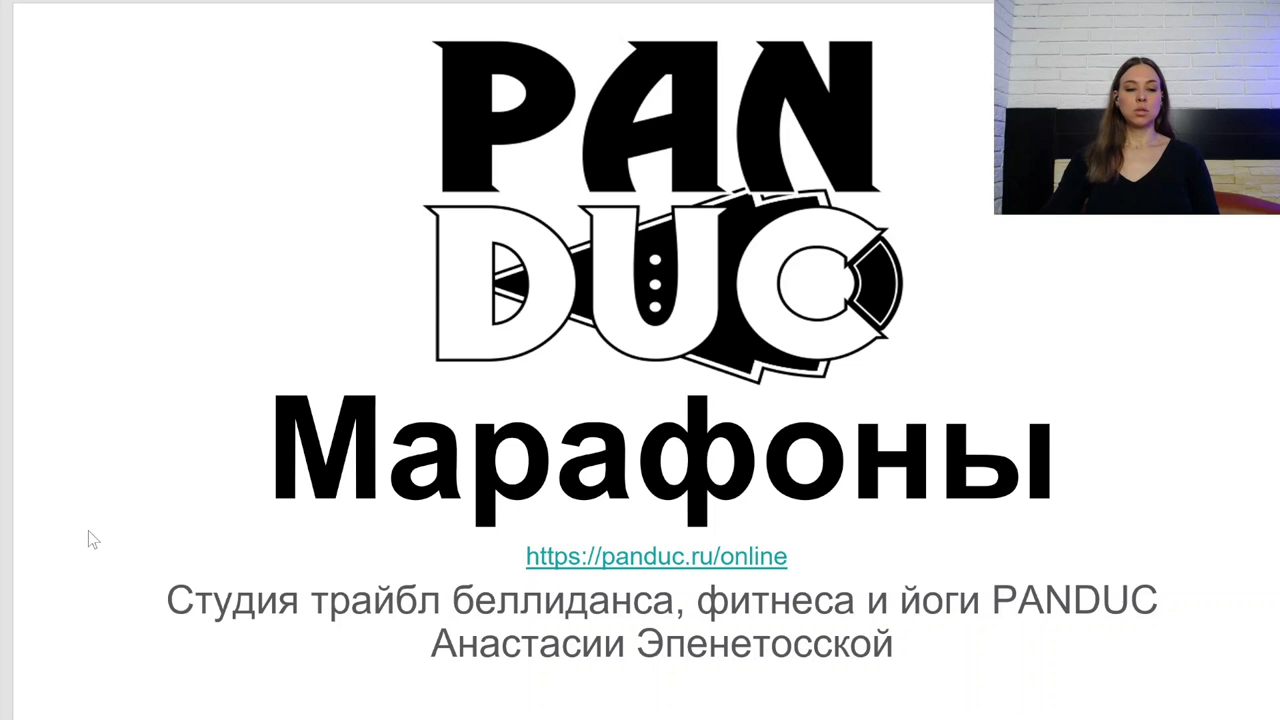 PAN
DUC
Марафоны
https://panduc.ru/online
Студия трайбл беллиданса, фитнеса и йоги PANDUC
Анастасии Эпенетосской